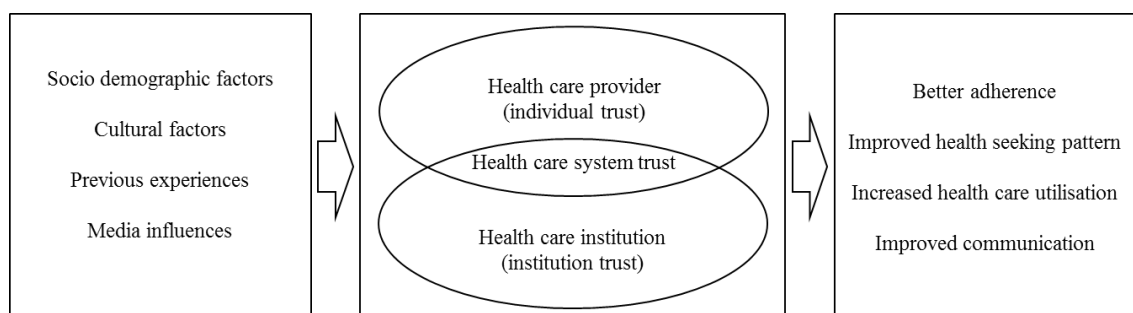 Socio demographic factors
Cultural factors
Previous experiences
Media influences
Health care provider
(individual trust)
Health care system trust
Health care institution
(institution trust)
Better adherence
Improved health seeking pattern
Increased health care utilisation
Improved communication